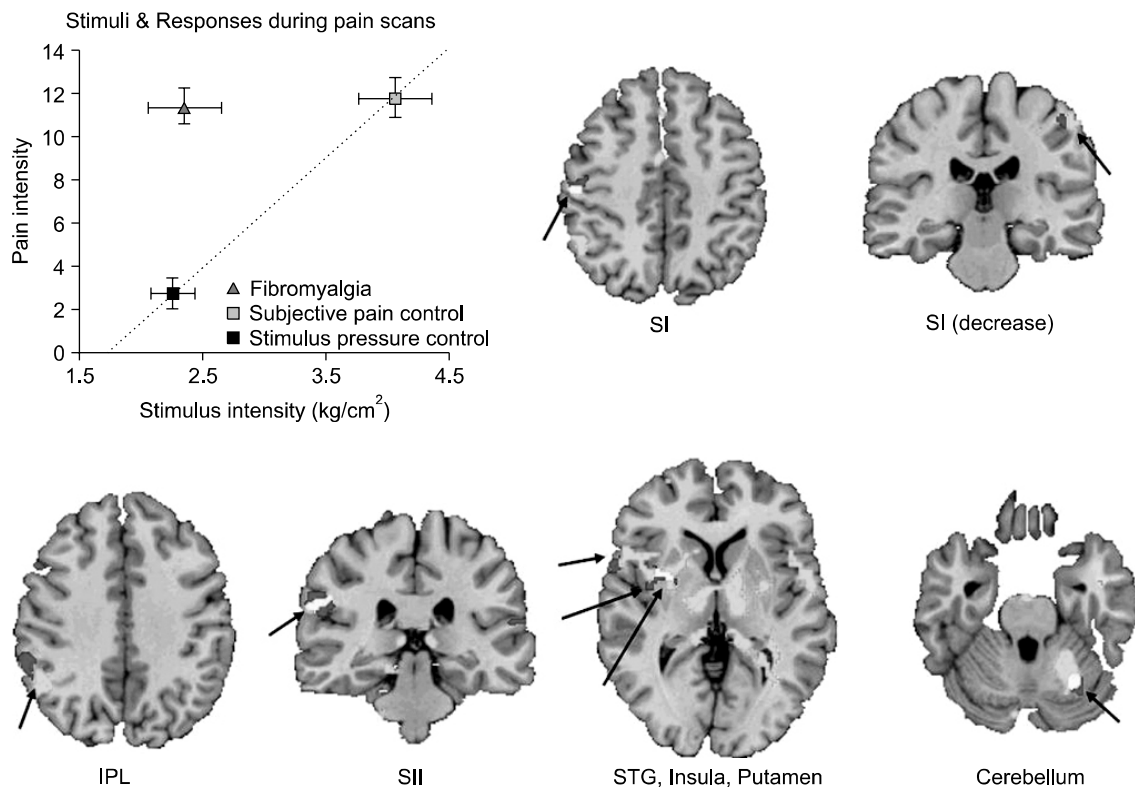 Stimuli & Responses during pain scans
14
12
10
8
6
4
2
0
Pain intensity
Fibromyalgia
Subjective pain control
Stimulus pressure control
1.5 2.5 3.5 4.5
Stimulus intensity (kg/cm²)
SI
SI (decrease)
IPL
SII
STG, Insula, Putamen
Cerebellum